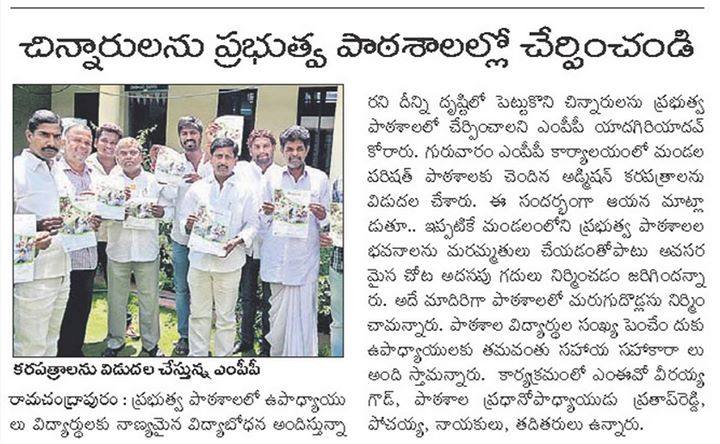 చిన్నారులను ప్రభుత్వ పాఠశాలల్లో చేర్పించండి
కరపత్రాలను విడుదల చేస్తున్న ఎంపీపీ
రామచంద్రాపురం : ప్రభుత్వ పాఠశాలలో ఉపాధ్యాయు
లు విద్యార్థులకు నాణ్యమైన విద్యాబోధన అందిస్తున్నా
రని దీన్ని దృష్టిలో పెట్టుకొని చిన్నారులను ప్రభుత్వ
పాఠశాలలో చేర్పించాలని ఎంపీపీ యాదగిరియాదవ్
కోరారు. గురువారం ఎంపీపీ కార్యాలయంలో మండల
పరిషత్ పాఠశాలకు చెందిన అడ్మిషన్ కరపత్రాలను
విడుదల చేశారు. ఈ సందర్భంగా ఆయన మాట్లా
డుతూ.. ఇప్పటికే మండలంలోని ప్రభుత్వ పాఠశాలల
భవనాలను మరమ్మతులు చేయడంతోపాటు అవసర
మైన చోట అదనపు గదులు నిర్మించడం జరిగిందన్నా
రు. అదే మాదిరిగా పాఠశాలలో మరుగుదొడ్లను నిర్మిం
చామన్నారు. పాఠశాల విద్యార్థుల సంఖ్య పెంచేం దుకు
ఉపాధ్యాయులకు తమవంతు సహాయ సహాకారా లు
అంది స్తామన్నారు. కార్యక్రమంలో ఎంఈవో వీరయ్య
గౌడ్, పాఠశాల ప్రధానోపాధ్యాయుడు ప్రతాప్‌రెడ్డి,
పోచయ్య, నాయకులు, తదితరులు ఉన్నారు.